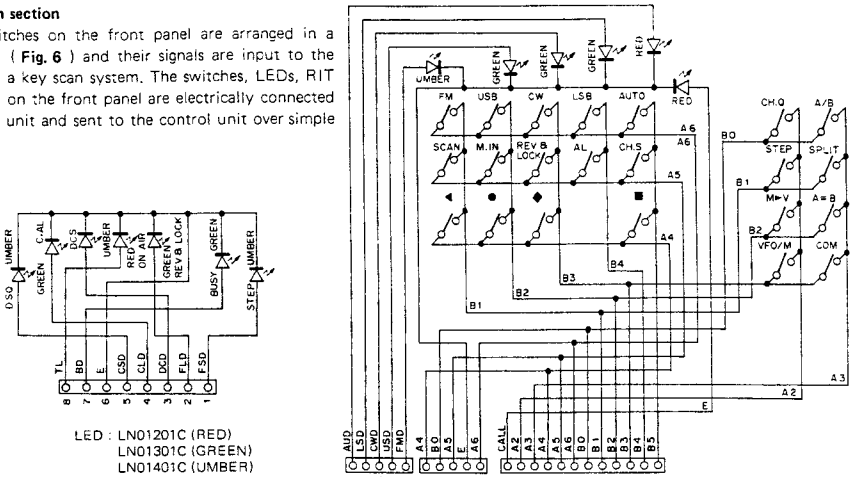 n section
itches on the front panel are arranged in a
( Fig. 6 ) and their signals are input to the
a key scan system. The switches, LEDs, RIT
on the front panel are electrically connected
unit and sent to the control unit over simple
UMBER
GREEN
GREEN
GREEN
RED
RED
FM USB CW LSB AUTO
A6
A6
SCAN M.IN REV & LOCK AL CH.S
A5
◄ ● ◆ ■
A4
B4
B3
B2
B1
CH.Q A/B
B0
STEP SPLIT
B1
M►V A=B
B2
VFO/M COM
A3
A2
E
UMBER DSQ
C-AL GREEN
DCS
UMBER
RED ON AIR
GREEN REV & LOCK
GREEN BUSY
UMBER STEP
TL BD E CSD CLD DCD FLD FSD
8 7 6 5 4 3 2 1
LED : LN01201C (RED)
LN01301C (GREEN)
LN01401C (UMBER)
AUD LSD CWD USD FMD
A4 B0 A5 E A6
CALL A2 A3 A4 A5 A6 B0 B1 B2 B3 B4 B5